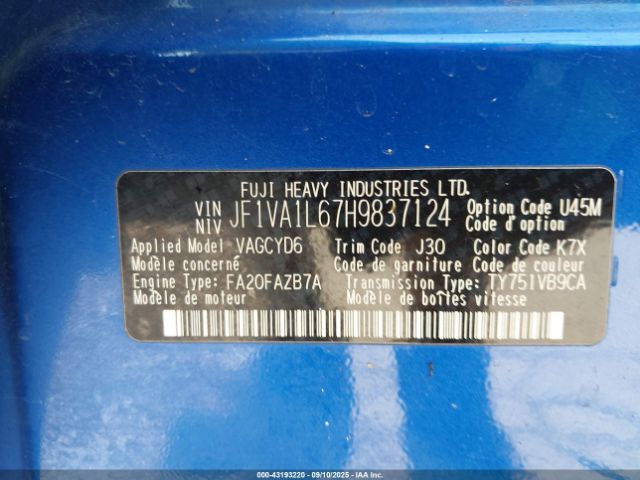 FUJI HEAVY INDUSTRIES LTD.
VIN NIV JF1VA1L67H9837124 Option Code U45M
Code d'option
Applied Model VAGCYD6 Trim Code J30 Color Code K7X
Modèle concerné Code de garniture Code de couleur
Engine Type: FA20FAZB7A Transmission Type: TY751VB9CA
Modèle de moteur Modèle de boîtes vitesse
000-43193220 - 09/10/2025 - IAAI.COM